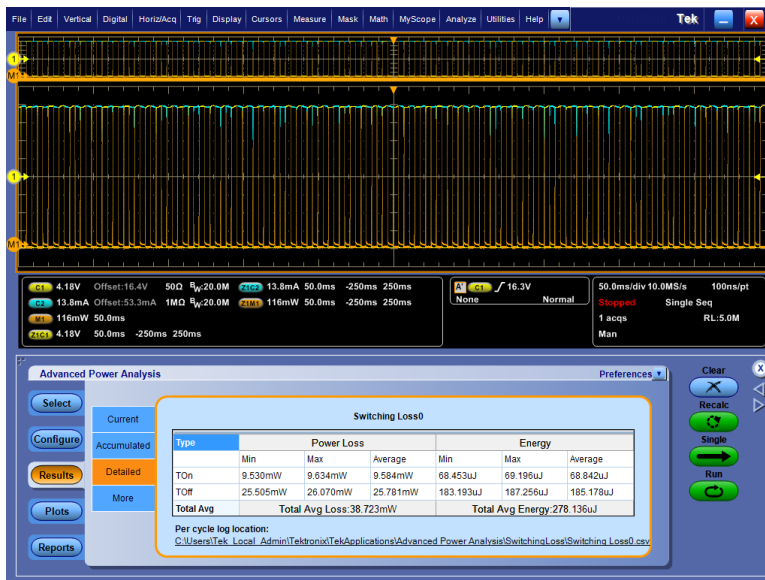 File Edit Vertical Digital Horiz/Acq Trig Display Cursors Measure Mask Math MyScope Analyze Utilities Help Tek X
1
M1
1
M1
C1 4.18V Offset:16.4V 50Ω BW:20.0M Z1C2 13.8mA 50.0ms -250ms 250ms
C2 13.8mA Offset:53.3mA 1MΩ BW:20.0M Z1M1 116mW 50.0ms -250ms 250ms
M1 116mW 50.0ms
Z1C1 4.18V 50.0ms -250ms 250ms
A' C1 16.3V
None Normal
50.0ms/div 10.0MS/s 100ns/pt
Stopped Single Seq
1 acqs RL:5.0M
Man
Advanced Power Analysis Preferences
Clear X
Select
Configure
Results
Plots
Reports
Current
Accumulated
Detailed
More
Switching Loss0
Type Power Loss Energy
Min Max Average Min Max Average
TOn 9.530mW 9.634mW 9.584mW 68.453uJ 69.196uJ 68.842uJ
TOff 25.505mW 26.070mW 25.781mW 183.193uJ 187.256uJ 185.178uJ
Total Avg Total Avg Loss:38.723mW Total Avg Energy:278.136uJ
Per cycle log location:
C:\Users\Tek_Local_Admin\Tektronix\TekApplications\Advanced Power Analysis\SwitchingLoss\Switching Loss0.csv
Recalc
Single
Run